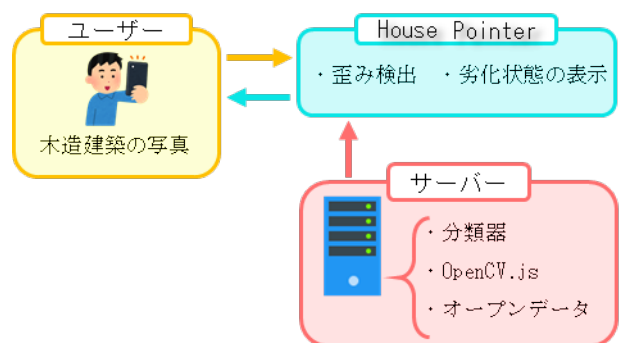 ユーザー
木造建築の写真
House Pointer
・歪み検出 ・劣化状態の表示
サーバー
・分類器
・OpenCV.js
・オープンデータ